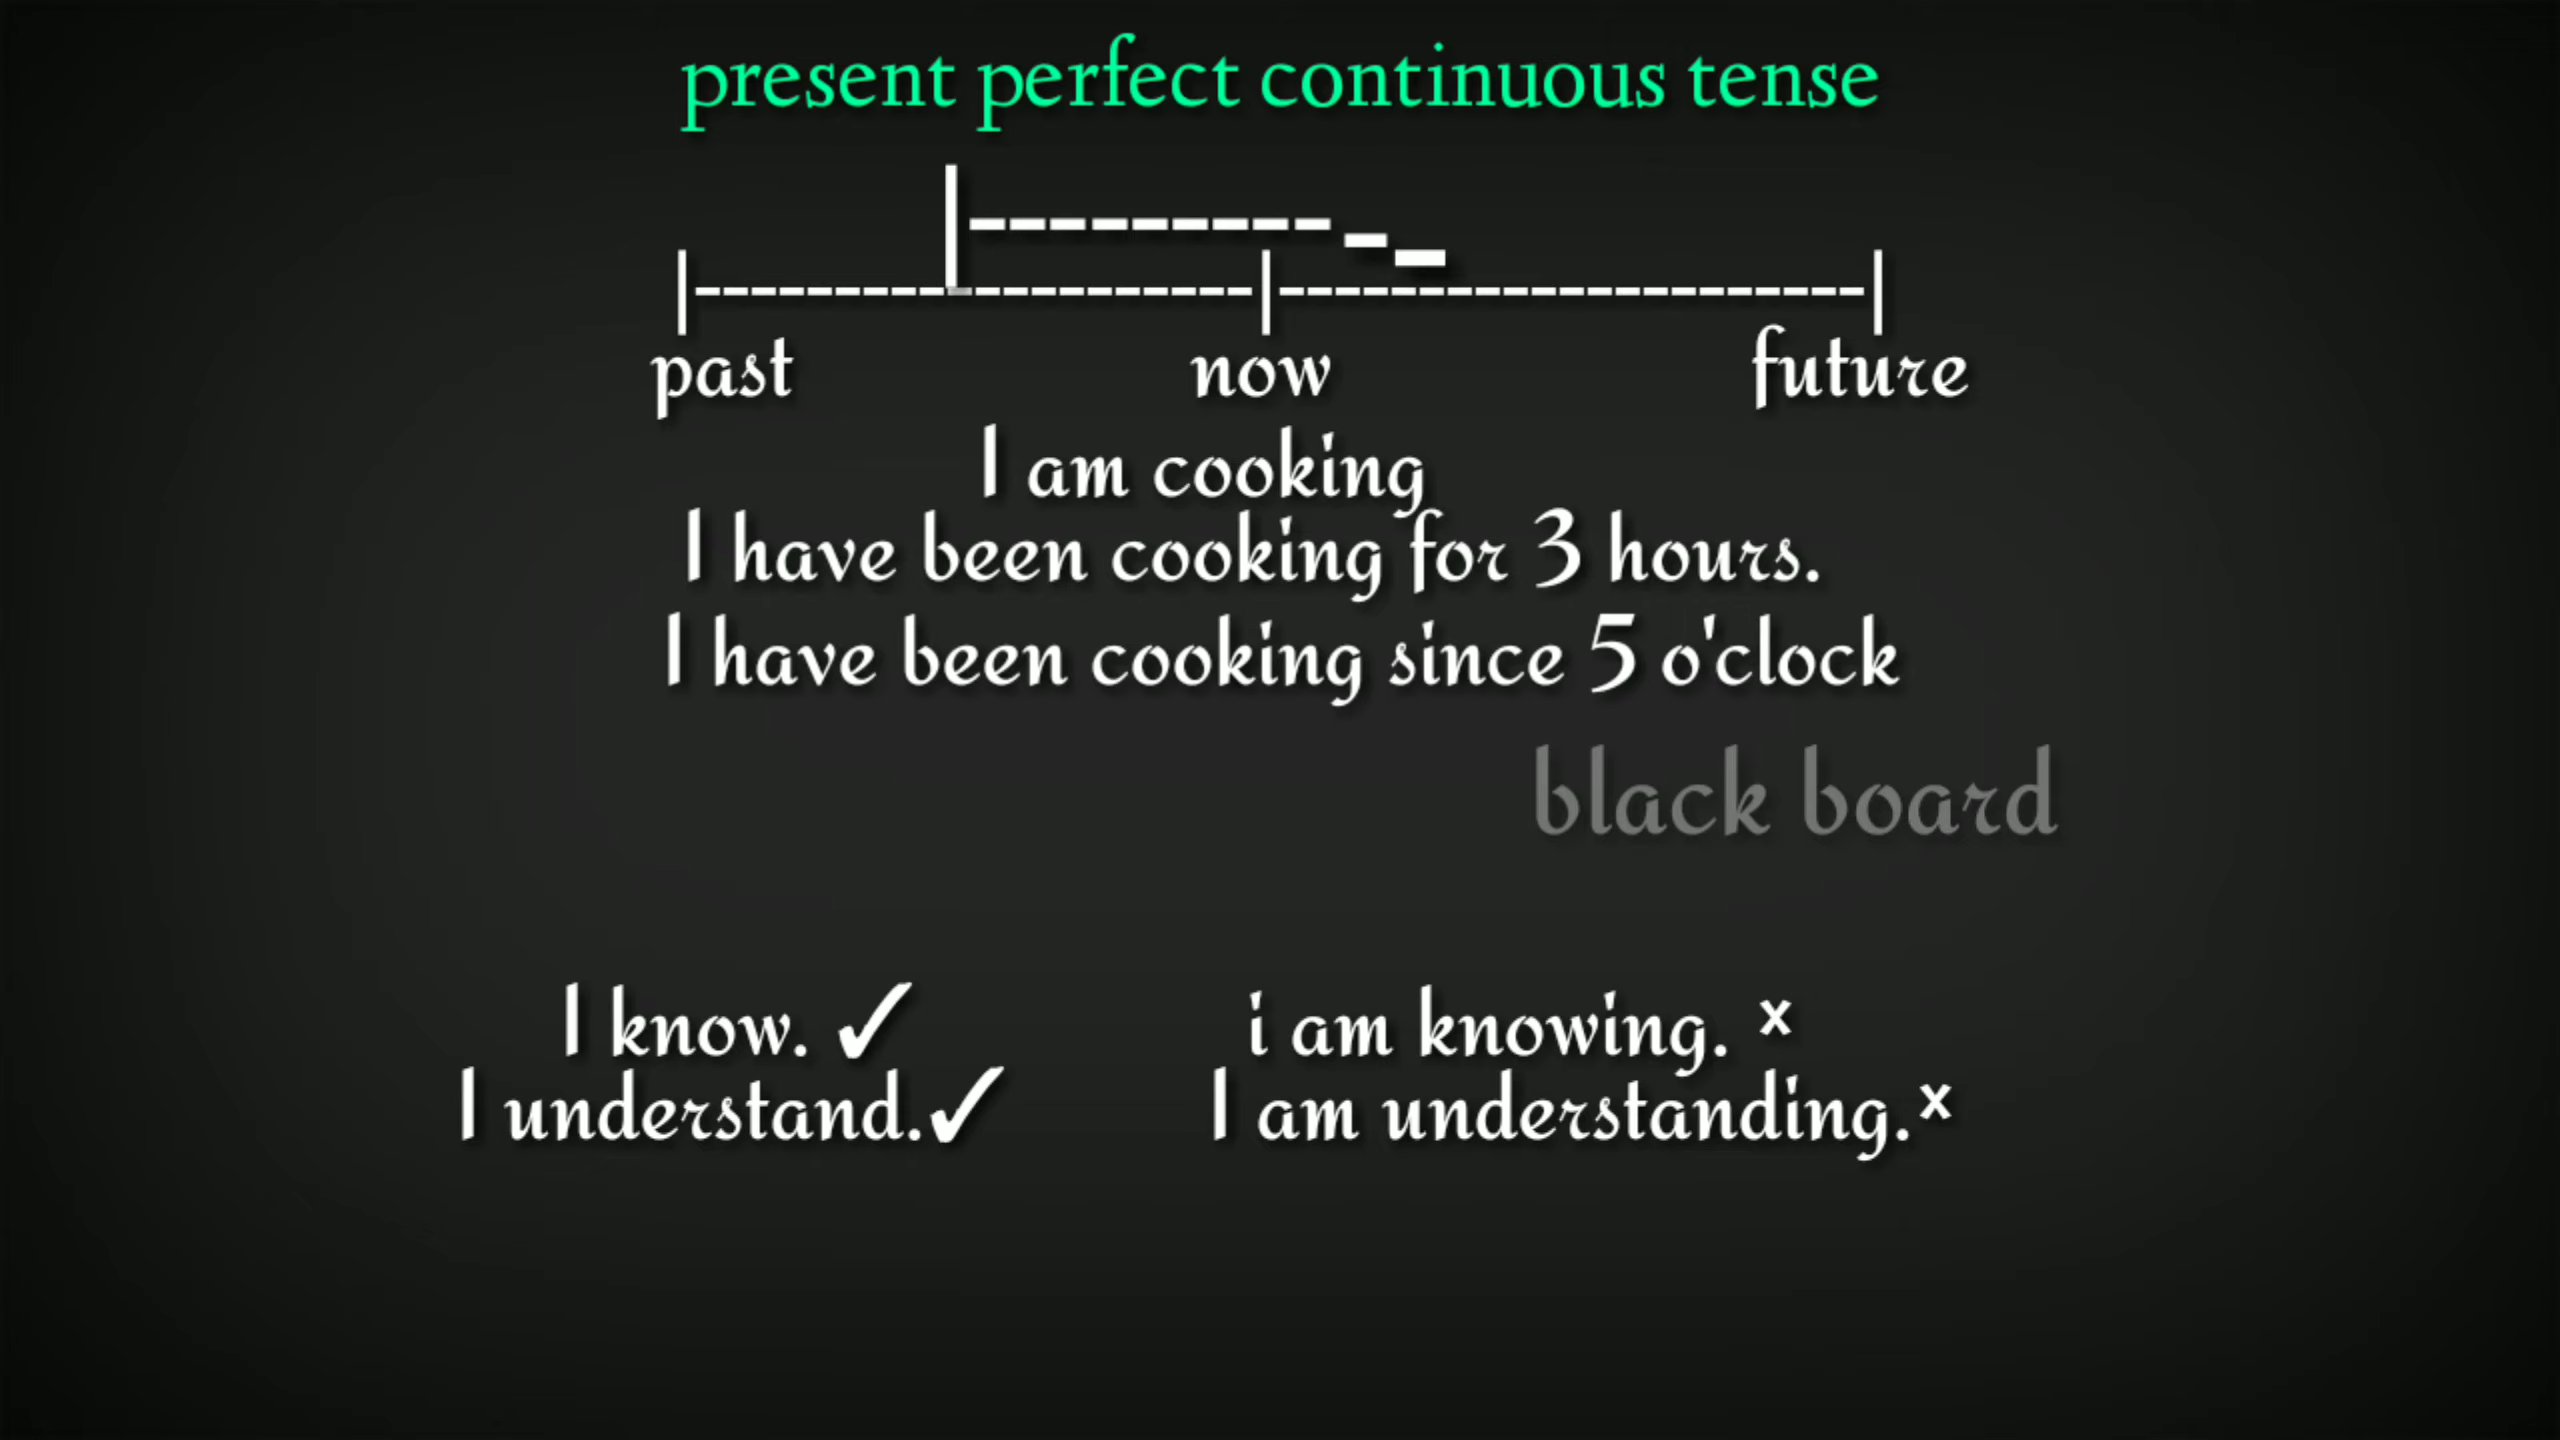 present perfect continuous tense
past now future
I am cooking
I have been cooking for 3 hours.
I have been cooking since 5 o'clock
black board
I know. ✓ i am knowing. ×
I understand.✓ I am understanding.×